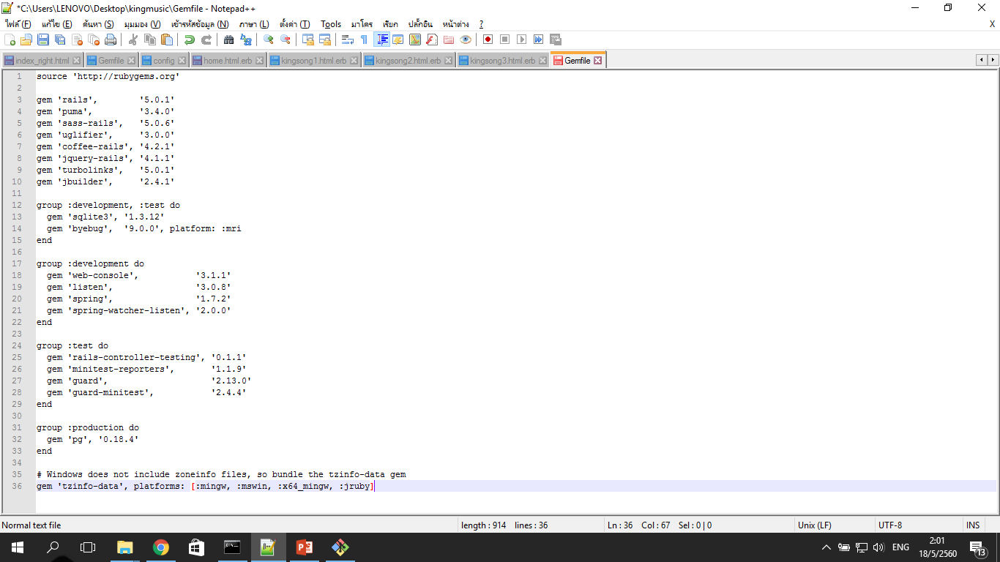 *C:\Users\LENOVO\Desktop\kingmusic\Gemfile - Notepad++
ไฟล์ (F) แก้ไข (E) ค้นหา (S) มุมมอง (V) เข้ารหัสข้อมูล (N) ภาษา (L) ตั้งค่า (T) Tools มาโคร เรียก ปลั๊กอิน หน้าต่าง ? X
index_right.html Gemfile config home.html.erb kingsong1.html.erb kingsong2.html.erb kingsong3.html.erb Gemfile
1 source 'http://rubygems.org'
2
3 gem 'rails', '5.0.1'
4 gem 'puma', '3.4.0'
5 gem 'sass-rails', '5.0.6'
6 gem 'uglifier', '3.0.0'
7 gem 'coffee-rails', '4.2.1'
8 gem 'jquery-rails', '4.1.1'
9 gem 'turbolinks', '5.0.1'
10 gem 'jbuilder', '2.4.1'
11
12 group :development, :test do
13 gem 'sqlite3', '1.3.12'
14 gem 'byebug', '9.0.0', platform: :mri
15 end
16
17 group :development do
18 gem 'web-console', '3.1.1'
19 gem 'listen', '3.0.8'
20 gem 'spring', '1.7.2'
21 gem 'spring-watcher-listen', '2.0.0'
22 end
23
24 group :test do
25 gem 'rails-controller-testing', '0.1.1'
26 gem 'minitest-reporters', '1.1.9'
27 gem 'guard', '2.13.0'
28 gem 'guard-minitest', '2.4.4'
29 end
30
31 group :production do
32 gem 'pg', '0.18.4'
33 end
34
35 # Windows does not include zoneinfo files, so bundle the tzinfo-data gem
36 gem 'tzinfo-data', platforms: [:mingw, :mswin, :x64_mingw, :jruby]
Normal text file length : 914 lines : 36 Ln : 36 Col : 67 Sel : 0 | 0 Unix (LF) UTF-8 INS
ENG 2:01
18/5/2560
13